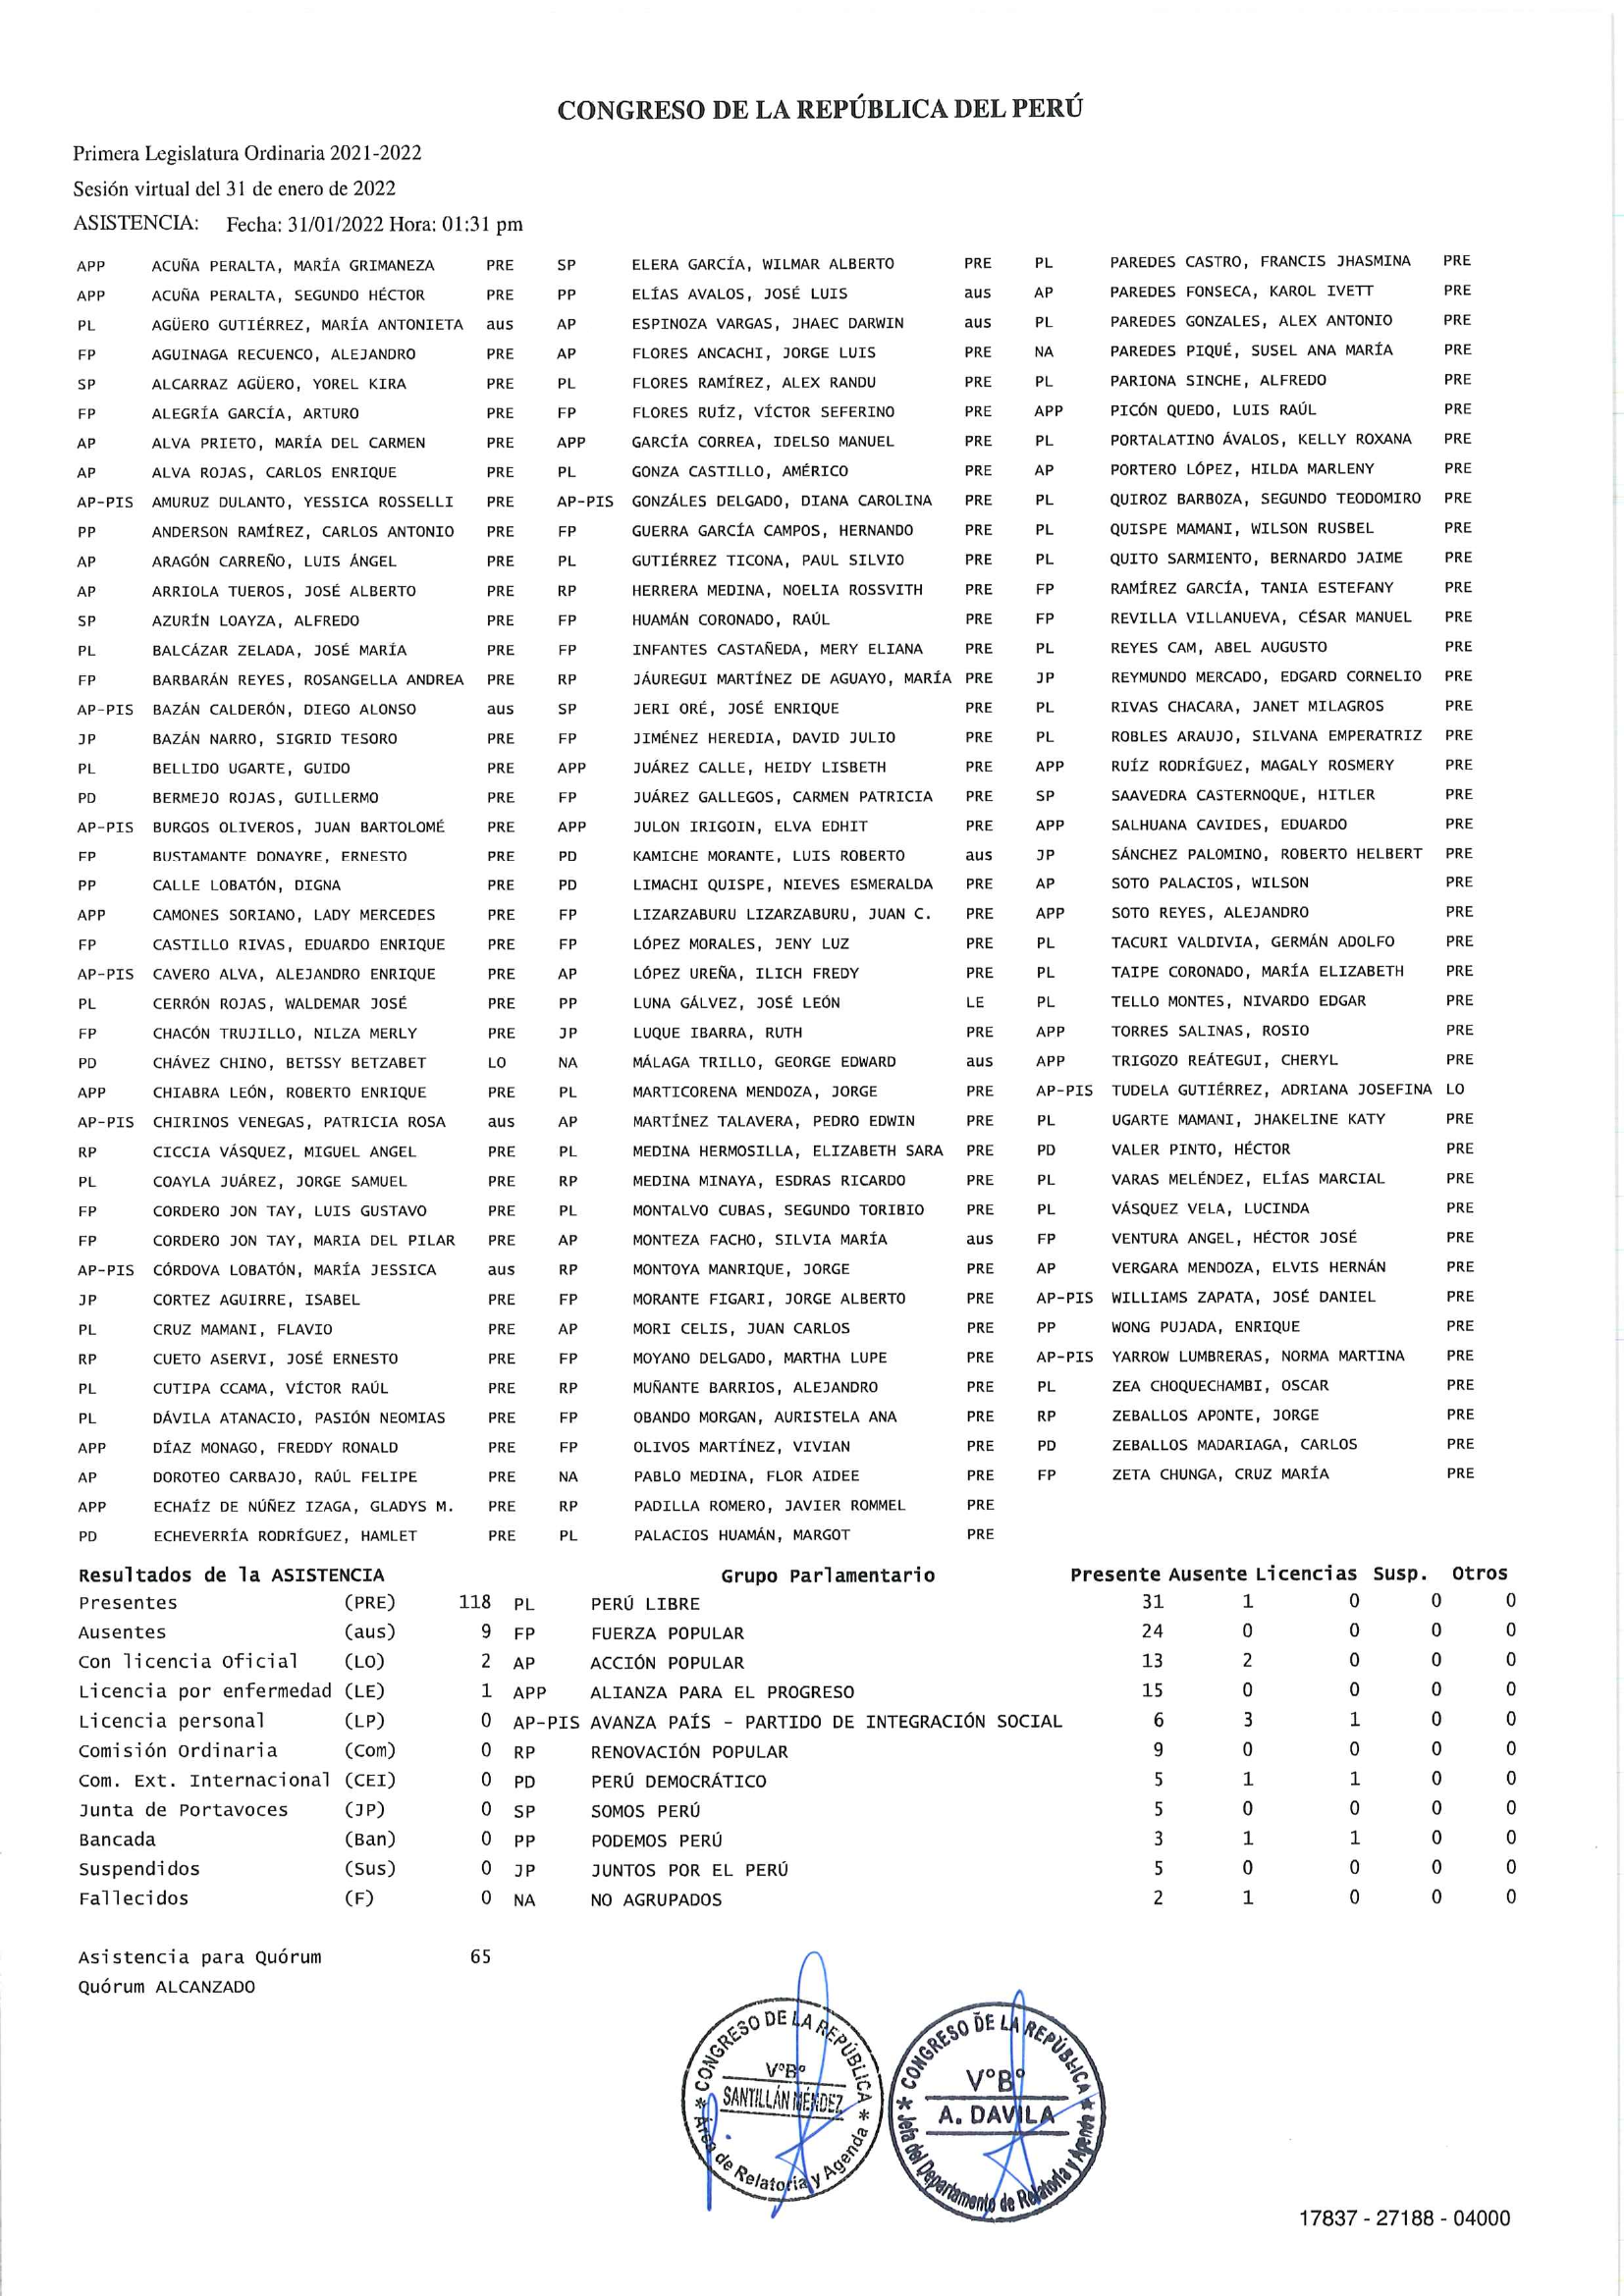 CONGRESO DE LA REPÚBLICA DEL PERÚ
Primera Legislatura Ordinaria 2021-2022
Sesión virtual del 31 de enero de 2022
ASISTENCIA: Fecha: 31/01/2022 Hora: 01:31 pm
APP ACUÑA PERALTA, MARÍA GRIMANEZA PRE SP ELERA GARCÍA, WILMAR ALBERTO PRE PL PAREDES CASTRO, FRANCIS JHASMINA PRE
APP ACUÑA PERALTA, SEGUNDO HÉCTOR PRE PP ELÍAS AVALOS, JOSÉ LUIS aus AP PAREDES FONSECA, KAROL IVETT PRE
PL AGÜERO GUTIÉRREZ, MARÍA ANTONIETA aus AP ESPINOZA VARGAS, JHAEC DARWIN aus PL PAREDES GONZALES, ALEX ANTONIO PRE
FP AGUINAGA RECUENCO, ALEJANDRO PRE AP FLORES ANCACHI, JORGE LUIS PRE NA PAREDES PIQUÉ, SUSEL ANA MARÍA PRE
SP ALCARRAZ AGÜERO, YOREL KIRA PRE PL FLORES RAMÍREZ, ALEX RANDU PRE PL PARIONA SINCHE, ALFREDO PRE
FP ALEGRÍA GARCÍA, ARTURO PRE FP FLORES RUÍZ, VÍCTOR SEFERINO PRE APP PICÓN QUEDO, LUIS RAÚL PRE
AP ALVA PRIETO, MARÍA DEL CARMEN PRE APP GARCÍA CORREA, IDELSO MANUEL PRE PL PORTALATINO ÁVALOS, KELLY ROXANA PRE
AP ALVA ROJAS, CARLOS ENRIQUE PRE PL GONZA CASTILLO, AMÉRICO PRE AP PORTERO LÓPEZ, HILDA MARLENY PRE
AP-PIS AMURUZ DULANTO, YESSICA ROSSELLI PRE AP-PIS GONZÁLES DELGADO, DIANA CAROLINA PRE PL QUIROZ BARBOZA, SEGUNDO TEODOMIRO PRE
PP ANDERSON RAMÍREZ, CARLOS ANTONIO PRE FP GUERRA GARCÍA CAMPOS, HERNANDO PRE PL QUISPE MAMANI, WILSON RUSBEL PRE
AP ARAGÓN CARREÑO, LUIS ÁNGEL PRE PL GUTIÉRREZ TICONA, PAUL SILVIO PRE PL QUITO SARMIENTO, BERNARDO JAIME PRE
AP ARRIOLA TUEROS, JOSÉ ALBERTO PRE RP HERRERA MEDINA, NOELIA ROSSVITH PRE FP RAMÍREZ GARCÍA, TANIA ESTEFANY PRE
SP AZURÍN LOAYZA, ALFREDO PRE FP HUAMÁN CORONADO, RAÚL PRE FP REVILLA VILLANUEVA, CÉSAR MANUEL PRE
PL BALCÁZAR ZELADA, JOSÉ MARÍA PRE FP INFANTES CASTAÑEDA, MERY ELIANA PRE PL REYES CAM, ABEL AUGUSTO PRE
FP BARBARÁN REYES, ROSANGELLA ANDREA PRE RP JÁUREGUI MARTÍNEZ DE AGUAYO, MARÍA PRE JP REYMUNDO MERCADO, EDGARD CORNELIO PRE
AP-PIS BAZÁN CALDERÓN, DIEGO ALONSO aus SP JERI ORÉ, JOSÉ ENRIQUE PRE PL RIVAS CHACARA, JANET MILAGROS PRE
JP BAZÁN NARRO, SIGRID TESORO PRE FP JIMÉNEZ HEREDIA, DAVID JULIO PRE PL ROBLES ARAUJO, SILVANA EMPERATRIZ PRE
PL BELLIDO UGARTE, GUIDO PRE APP JUÁREZ CALLE, HEIDY LISBETH PRE APP RUÍZ RODRÍGUEZ, MAGALY ROSMERY PRE
PD BERMEJO ROJAS, GUILLERMO PRE FP JUÁREZ GALLEGOS, CARMEN PATRICIA PRE SP SAAVEDRA CASTERNOQUE, HITLER PRE
AP-PIS BURGOS OLIVEROS, JUAN BARTOLOMÉ PRE APP JULON IRIGOIN, ELVA EDHIT PRE APP SALHUANA CAVIDES, EDUARDO PRE
FP BUSTAMANTE DONAYRE, ERNESTO PRE PD KAMICHE MORANTE, LUIS ROBERTO aus JP SÁNCHEZ PALOMINO, ROBERTO HELBERT PRE
PP CALLE LOBATÓN, DIGNA PRE PD LIMACHI QUISPE, NIEVES ESMERALDA PRE AP SOTO PALACIOS, WILSON PRE
APP CAMONES SORIANO, LADY MERCEDES PRE FP LIZARZABURU LIZARZABURU, JUAN C. PRE APP SOTO REYES, ALEJANDRO PRE
FP CASTILLO RIVAS, EDUARDO ENRIQUE PRE FP LÓPEZ MORALES, JENY LUZ PRE PL TACURI VALDIVIA, GERMÁN ADOLFO PRE
AP-PIS CAVERO ALVA, ALEJANDRO ENRIQUE PRE AP LÓPEZ UREÑA, ILICH FREDY PRE PL TAIPE CORONADO, MARÍA ELIZABETH PRE
PL CERRÓN ROJAS, WALDEMAR JOSÉ PRE PP LUNA GÁLVEZ, JOSÉ LEÓN LE PL TELLO MONTES, NIVARDO EDGAR PRE
FP CHACÓN TRUJILLO, NILZA MERLY PRE JP LUQUE IBARRA, RUTH PRE APP TORRES SALINAS, ROSIO PRE
PD CHÁVEZ CHINO, BETSSY BETZABET LO NA MÁLAGA TRILLO, GEORGE EDWARD aus APP TRIGOZO REÁTEGUI, CHERYL PRE
APP CHIABRA LEÓN, ROBERTO ENRIQUE PRE PL MARTICORENA MENDOZA, JORGE PRE AP-PIS TUDELA GUTIÉRREZ, ADRIANA JOSEFINA LO
AP-PIS CHIRINOS VENEGAS, PATRICIA ROSA aus AP MARTÍNEZ TALAVERA, PEDRO EDWIN PRE PL UGARTE MAMANI, JHAKELINE KATY PRE
RP CICCIA VÁSQUEZ, MIGUEL ANGEL PRE PL MEDINA HERMOSILLA, ELIZABETH SARA PRE PD VALER PINTO, HÉCTOR PRE
PL COAYLA JUÁREZ, JORGE SAMUEL PRE RP MEDINA MINAYA, ESDRAS RICARDO PRE PL VARAS MELÉNDEZ, ELÍAS MARCIAL PRE
FP CORDERO JON TAY, LUIS GUSTAVO PRE PL MONTALVO CUBAS, SEGUNDO TORIBIO PRE PL VÁSQUEZ VELA, LUCINDA PRE
FP CORDERO JON TAY, MARIA DEL PILAR PRE AP MONTEZA FACHO, SILVIA MARÍA aus FP VENTURA ANGEL, HÉCTOR JOSÉ PRE
AP-PIS CÓRDOVA LOBATÓN, MARÍA JESSICA aus RP MONTOYA MANRIQUE, JORGE PRE AP VERGARA MENDOZA, ELVIS HERNÁN PRE
JP CORTEZ AGUIRRE, ISABEL PRE FP MORANTE FIGARI, JORGE ALBERTO PRE AP-PIS WILLIAMS ZAPATA, JOSÉ DANIEL PRE
PL CRUZ MAMANI, FLAVIO PRE AP MORI CELIS, JUAN CARLOS PRE PP WONG PUJADA, ENRIQUE PRE
RP CUETO ASERVI, JOSÉ ERNESTO PRE FP MOYANO DELGADO, MARTHA LUPE PRE AP-PIS YARROW LUMBRERAS, NORMA MARTINA PRE
PL CUTIPA CCAMA, VÍCTOR RAÚL PRE RP MUÑANTE BARRIOS, ALEJANDRO PRE PL ZEA CHOQUECHAMBI, OSCAR PRE
PL DÁVILA ATANACIO, PASIÓN NEOMIAS PRE FP OBANDO MORGAN, AURISTELA ANA PRE RP ZEBALLOS APONTE, JORGE PRE
APP DÍAZ MONAGO, FREDDY RONALD PRE FP OLIVOS MARTÍNEZ, VIVIAN PRE PD ZEBALLOS MADARIAGA, CARLOS PRE
AP DOROTEO CARBAJO, RAÚL FELIPE PRE NA PABLO MEDINA, FLOR AIDEE PRE FP ZETA CHUNGA, CRUZ MARÍA PRE
APP ECHAÍZ DE NÚÑEZ IZAGA, GLADYS M. PRE RP PADILLA ROMERO, JAVIER ROMMEL PRE
PD ECHEVERRÍA RODRÍGUEZ, HAMLET PRE PL PALACIOS HUAMÁN, MARGOT PRE
Resultados de la ASISTENCIA Grupo Parlamentario Presente Ausente Licencias Susp. Otros
Presentes (PRE) 118 PL PERÚ LIBRE 31 1 0 0 0
Ausentes (aus) 9 FP FUERZA POPULAR 24 0 0 0 0
Con licencia Oficial (LO) 2 AP ACCIÓN POPULAR 13 2 0 0 0
Licencia por enfermedad (LE) 1 APP ALIANZA PARA EL PROGRESO 15 0 0 0 0
Licencia personal (LP) 0 AP-PIS AVANZA PAÍS - PARTIDO DE INTEGRACIÓN SOCIAL 6 3 1 0 0
Comisión Ordinaria (Com) 0 RP RENOVACIÓN POPULAR 9 0 0 0 0
Com. Ext. Internacional (CEI) 0 PD PERÚ DEMOCRÁTICO 5 1 1 0 0
Junta de Portavoces (JP) 0 SP SOMOS PERÚ 5 0 0 0 0
Bancada (Ban) 0 PP PODEMOS PERÚ 3 1 1 0 0
Suspendidos (Sus) 0 JP JUNTOS POR EL PERÚ 5 0 0 0 0
Fallecidos (F) 0 NA NO AGRUPADOS 2 1 0 0 0
Asistencia para Quórum 65
Quórum ALCANZADO
CONGRESO DE LA REPÚBLICA
V°B°
SANTILLÁN MÉNDEZ
Área de Relatoría y Agenda
CONGRESO DE LA REPÚBLICA
V°B°
A. DAVILA
Jefa del Departamento de Relatoría y Agenda
17837 - 27188 - 04000